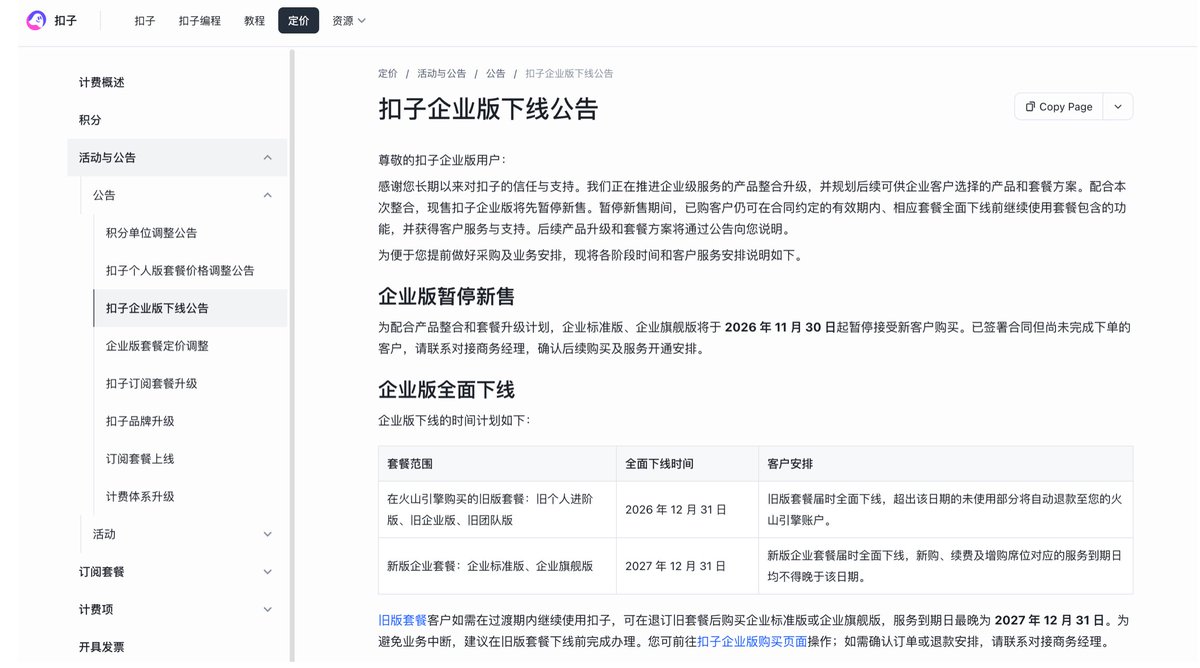 扣子
扣子
扣子编程
教程
定价
资源
计费概述
积分
活动与公告
公告
积分单位调整公告
扣子个人版套餐价格调整公告
扣子企业版下线公告
企业版套餐定价调整
扣子订阅套餐升级
扣子品牌升级
订阅套餐上线
计费体系升级
活动
订阅套餐
计费项
开具发票
定价 / 活动与公告 / 公告 / 扣子企业版下线公告
扣子企业版下线公告
Copy Page
尊敬的扣子企业版用户：
感谢您长期以来对扣子的信任与支持。我们正在推进企业级服务的产品整合升级，并规划后续可供企业客户选择的产品和套餐方案。配合本
次整合，现售扣子企业版将先暂停新售。暂停新售期间，已购客户仍可在合同约定的有效期内、相应套餐全面下线前继续使用套餐包含的功
能，并获得客户服务与支持。后续产品升级和套餐方案将通过公告向您说明。
为便于您提前做好采购及业务安排，现将各阶段时间和客户服务安排说明如下。
企业版暂停新售
为配合产品整合和套餐升级计划，企业标准版、企业旗舰版将于 2026 年 11 月 30 日起暂停接受新客户购买。已签署合同但尚未完成下单的
客户，请联系对接商务经理，确认后续购买及服务开通安排。
企业版全面下线
企业版下线的时间计划如下：
套餐范围
全面下线时间
客户安排
在火山引擎购买的旧版套餐：旧个人进阶
版、旧企业版、旧团队版
2026 年 12 月 31 日
旧版套餐届时全面下线，超出该日期的未使用部分将自动退款至您的火
山引擎账户。
新版企业套餐：企业标准版、企业旗舰版
2027 年 12 月 31 日
新版企业套餐届时全面下线，新购、续费及增购席位对应的服务到期日
均不得晚于该日期。
旧版套餐客户如需在过渡期内继续使用扣子，可在退订旧套餐后购买企业标准版或企业旗舰版，服务到期日最晚为 2027 年 12 月 31 日。为
避免业务中断，建议在旧版套餐下线前完成办理。您可前往扣子企业版购买页面操作；如需确认订单或退款安排，请联系对接商务经理。